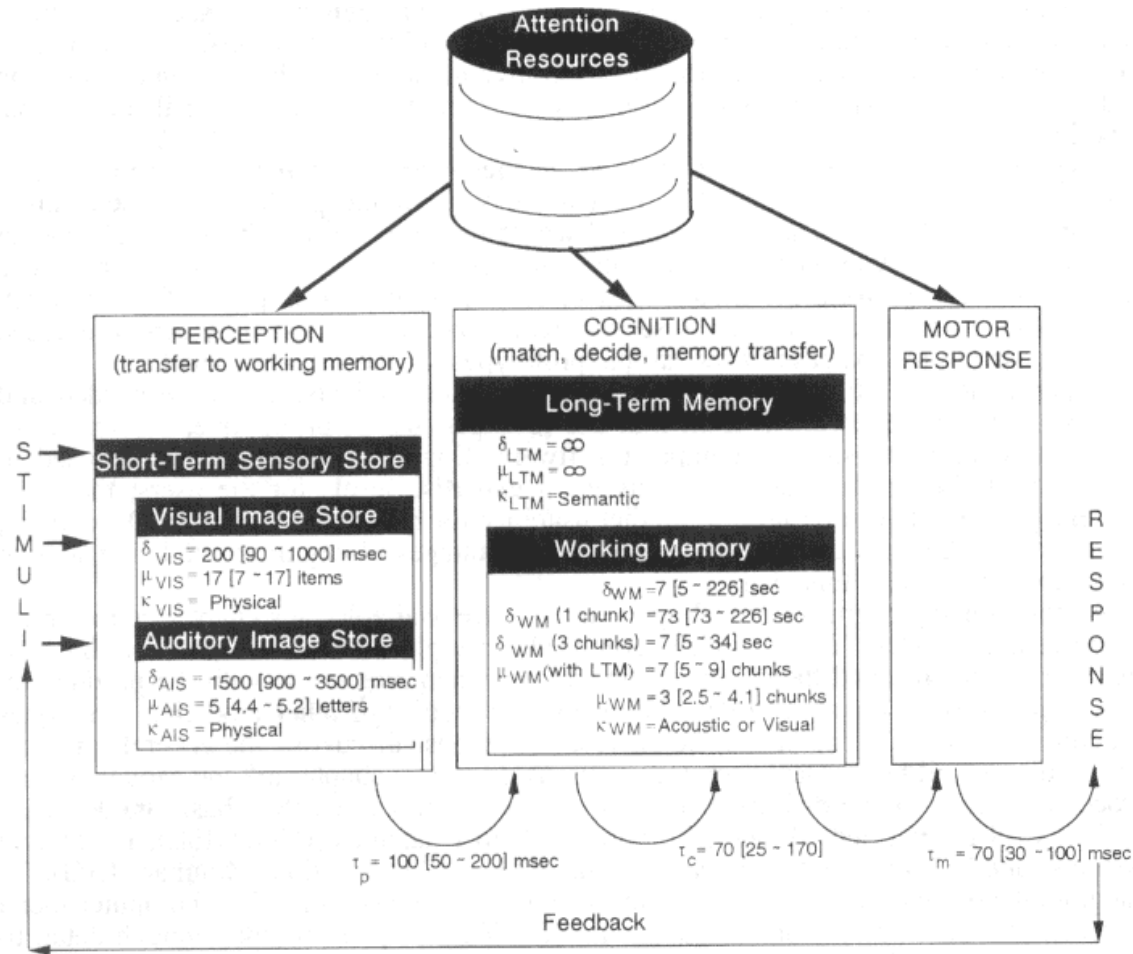 Attention
Resources
PERCEPTION
(transfer to working memory)
Short-Term Sensory Store
Visual Image Store
δVIS = 200 [90 ~ 1000] msec
μVIS = 17 [7 ~ 17] items
κVIS = Physical
Auditory Image Store
δAIS = 1500 [900 ~ 3500] msec
μAIS = 5 [4.4 ~ 5.2] letters
κAIS = Physical
COGNITION
(match, decide, memory transfer)
Long-Term Memory
δLTM = ∞
μLTM = ∞
κLTM = Semantic
Working Memory
δWM = 7 [5 ~ 226] sec
δWM (1 chunk) = 73 [73 ~ 226] sec
δWM (3 chunks) = 7 [5 ~ 34] sec
μWM (with LTM) = 7 [5 ~ 9] chunks
μWM = 3 [2.5 ~ 4.1] chunks
κWM = Acoustic or Visual
MOTOR
RESPONSE
STIMULI
RESPONSE
τp = 100 [50 ~ 200] msec
τc = 70 [25 ~ 170]
τm = 70 [30 ~ 100] msec
Feedback